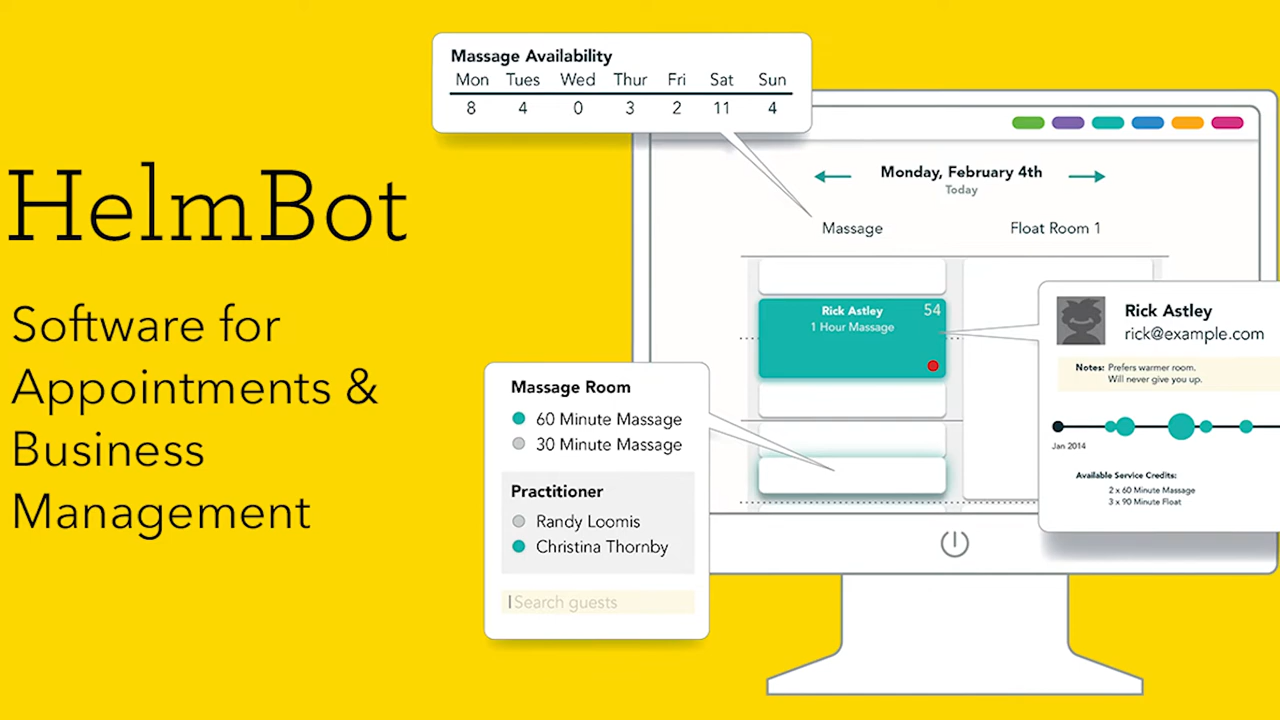 HelmBot
Software for
Appointments &
Business
Management
Massage Availability
Mon Tues Wed Thur Fri Sat Sun
8 4 0 3 2 11 4
Monday, February 4th
Today
Massage Float Room 1
Rick Astley 54
1 Hour Massage
Rick Astley
rick@example.com
Notes: Prefers warmer room.
Will never give you up.
Jan 2014
Available Service Credits:
2 x 60 Minute Massage
3 x 90 Minute Float
Massage Room
60 Minute Massage
30 Minute Massage
Practitioner
Randy Loomis
Christina Thornby
Search guests